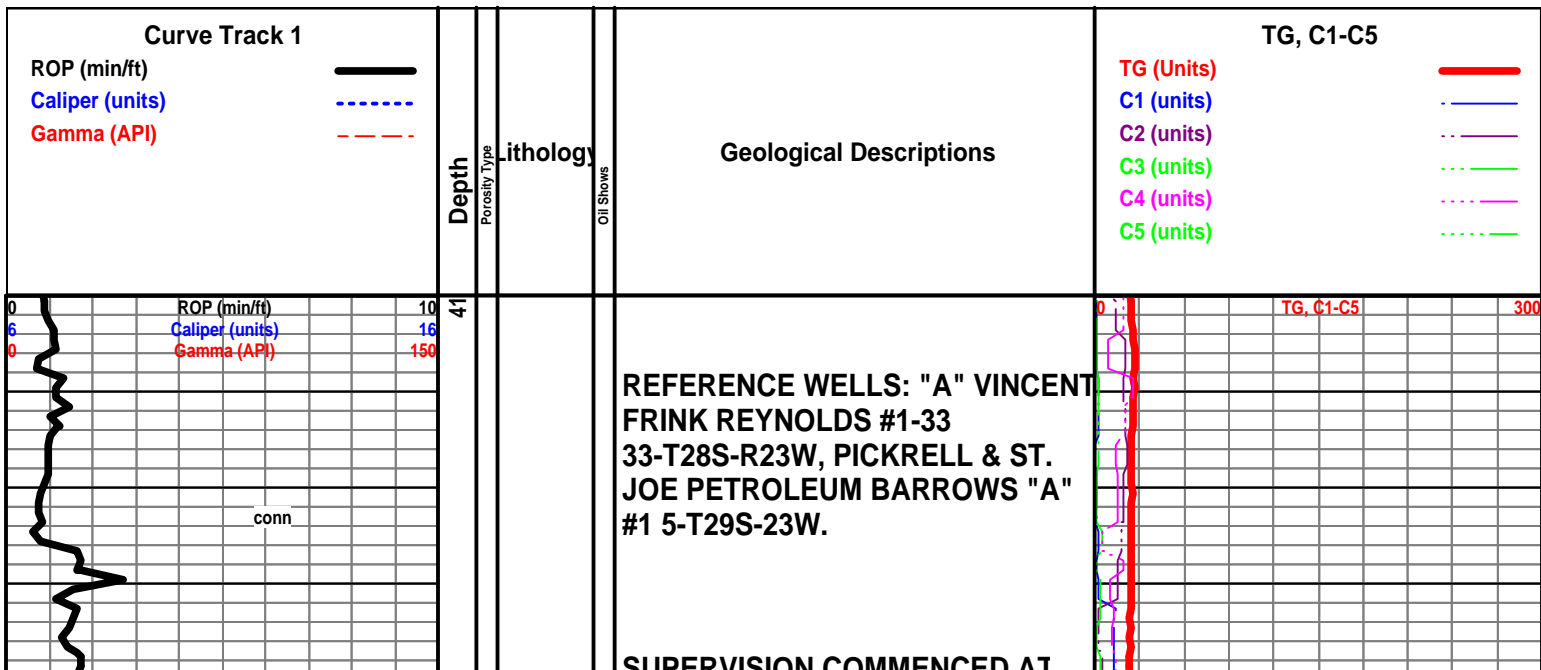 Curve Track 1
ROP (min/ft)
Caliper (units)
Gamma (API)
Depth
Porosity Type
Lithology
Oil Shows
Geological Descriptions
TG, C1-C5
TG (Units)
C1 (units)
C2 (units)
C3 (units)
C4 (units)
C5 (units)
0 ROP (min/ft) 10
6 Caliper (units) 16
0 Gamma (API) 150
41
0 TG, C1-C5 300
conn
REFERENCE WELLS: "A" VINCENT
FRINK REYNOLDS #1-33
33-T28S-R23W, PICKRELL & ST.
JOE PETROLEUM BARROWS "A"
#1 5-T29S-23W.
SUPERVISION COMMENCED AT